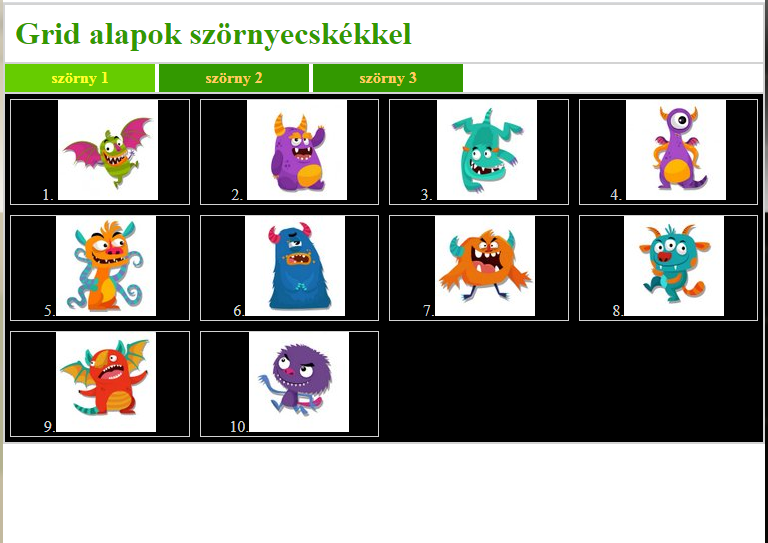 Grid alapok szörnyecskékkel
szörny 1 szörny 2 szörny 3
1. 2. 3. 4.
5. 6. 7. 8.
9. 10.